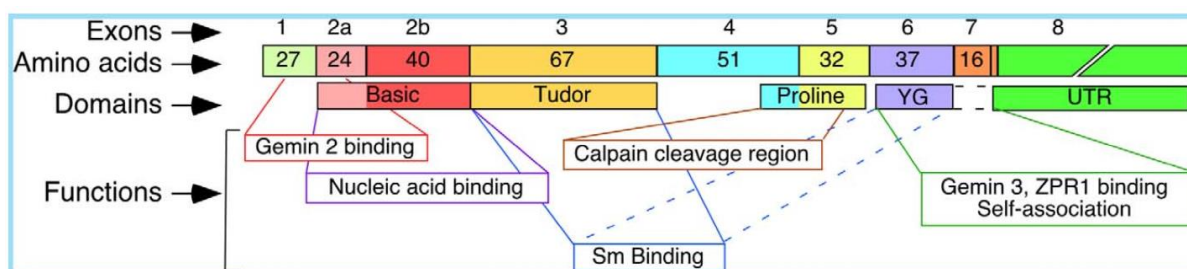 Exons 1 2a 2b 3 4 5 6 7 8
Amino acids 27 24 40 67 51 32 37 16
Domains Basic Tudor Proline YG UTR
Gemin 2 binding
Calpain cleavage region
Functions
Nucleic acid binding
Gemin 3, ZPR1 binding
Self-association
Sm Binding